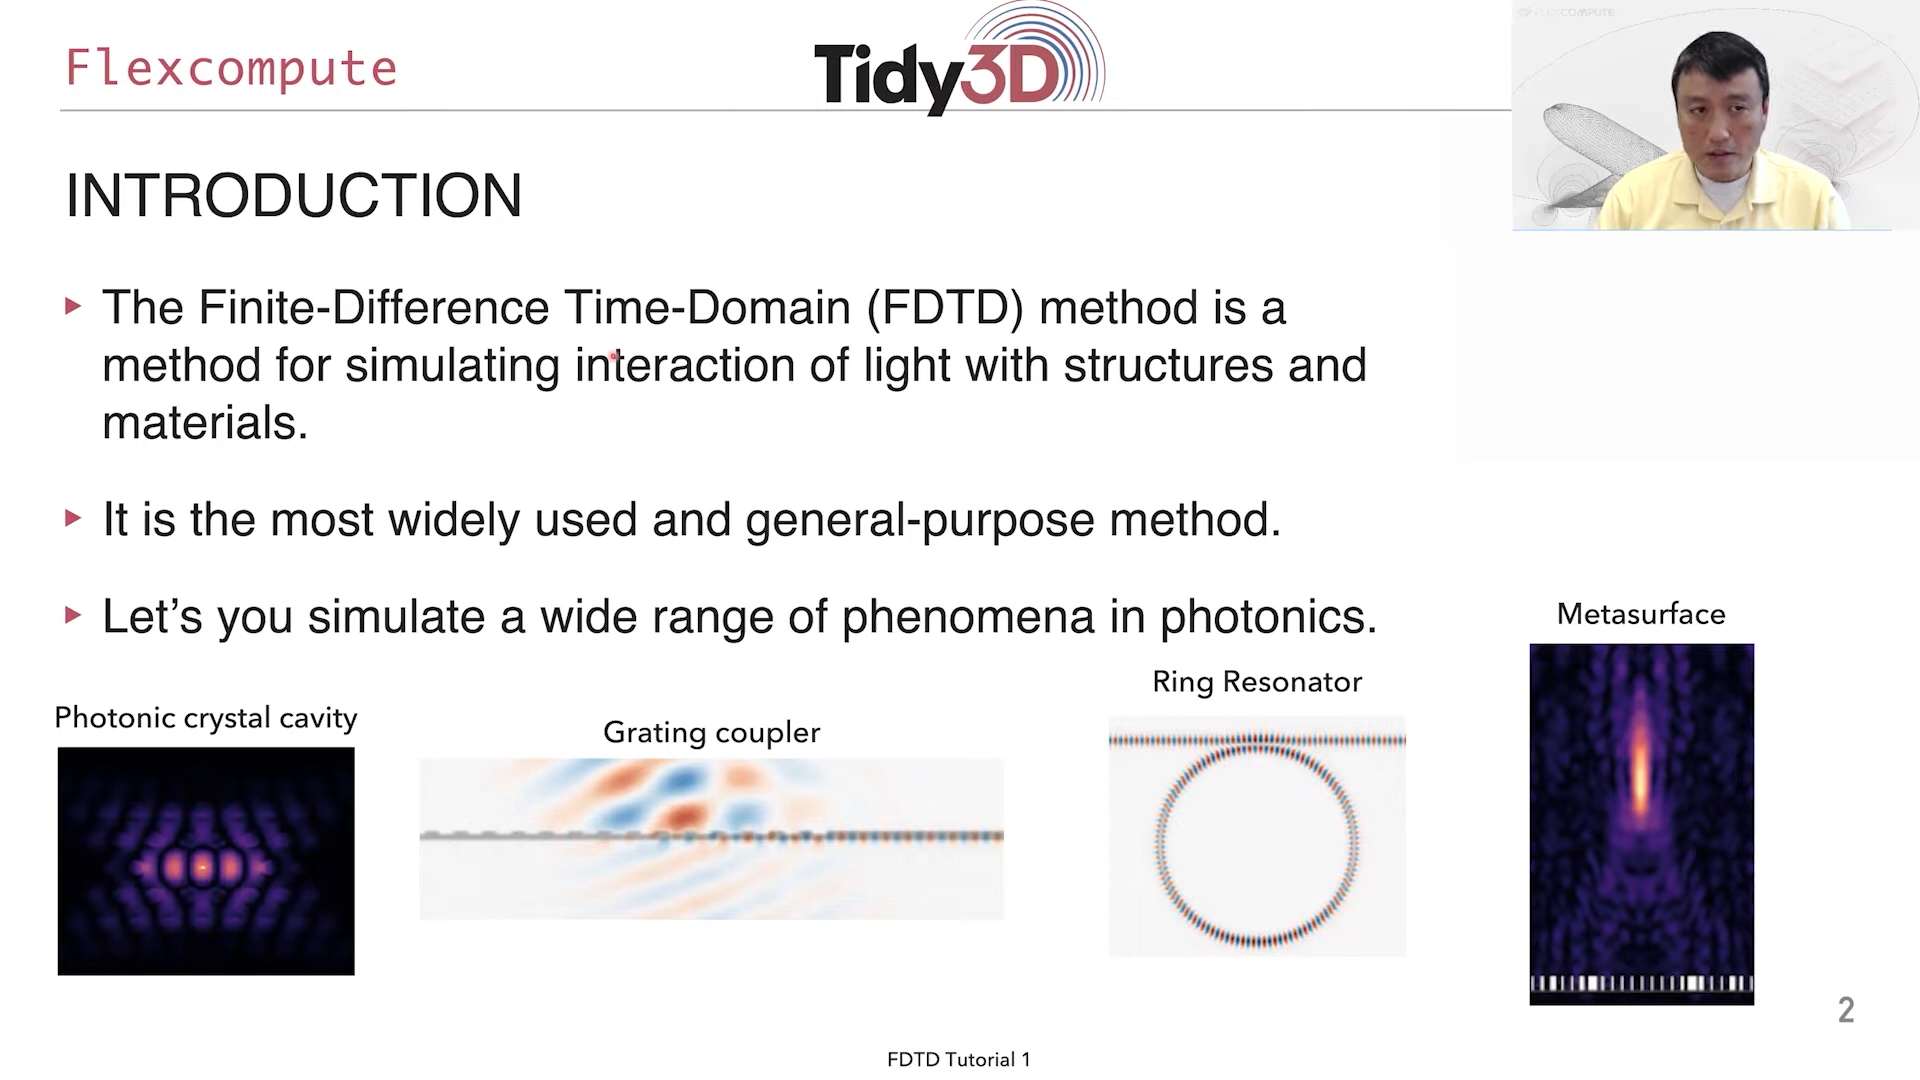 Flexcompute
Tidy3D
FLEXCOMPUTE
INTRODUCTION
The Finite-Difference Time-Domain (FDTD) method is a
method for simulating interaction of light with structures and
materials.
It is the most widely used and general-purpose method.
Let’s you simulate a wide range of phenomena in photonics.
Photonic crystal cavity
Grating coupler
Ring Resonator
Metasurface
2
FDTD Tutorial 1